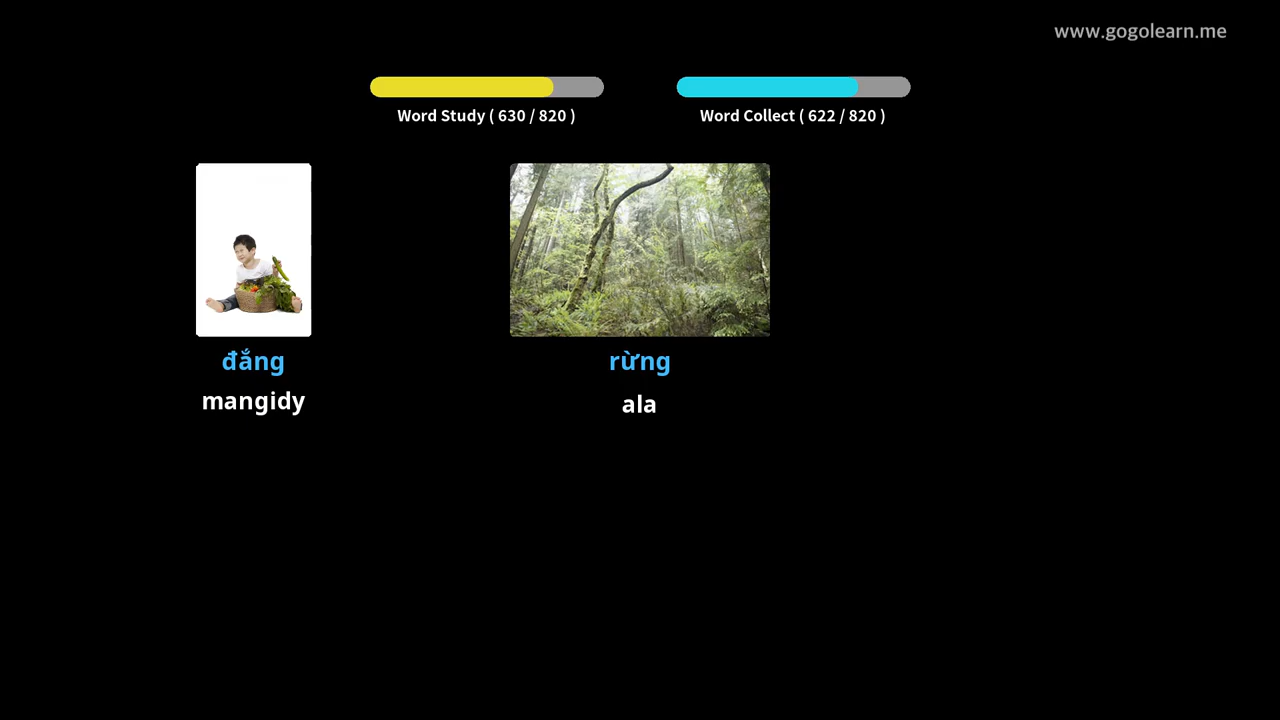 www.gogolearn.me
Word Study ( 630 / 820 )
Word Collect ( 622 / 820 )
đắng
mangidy
rừng
ala